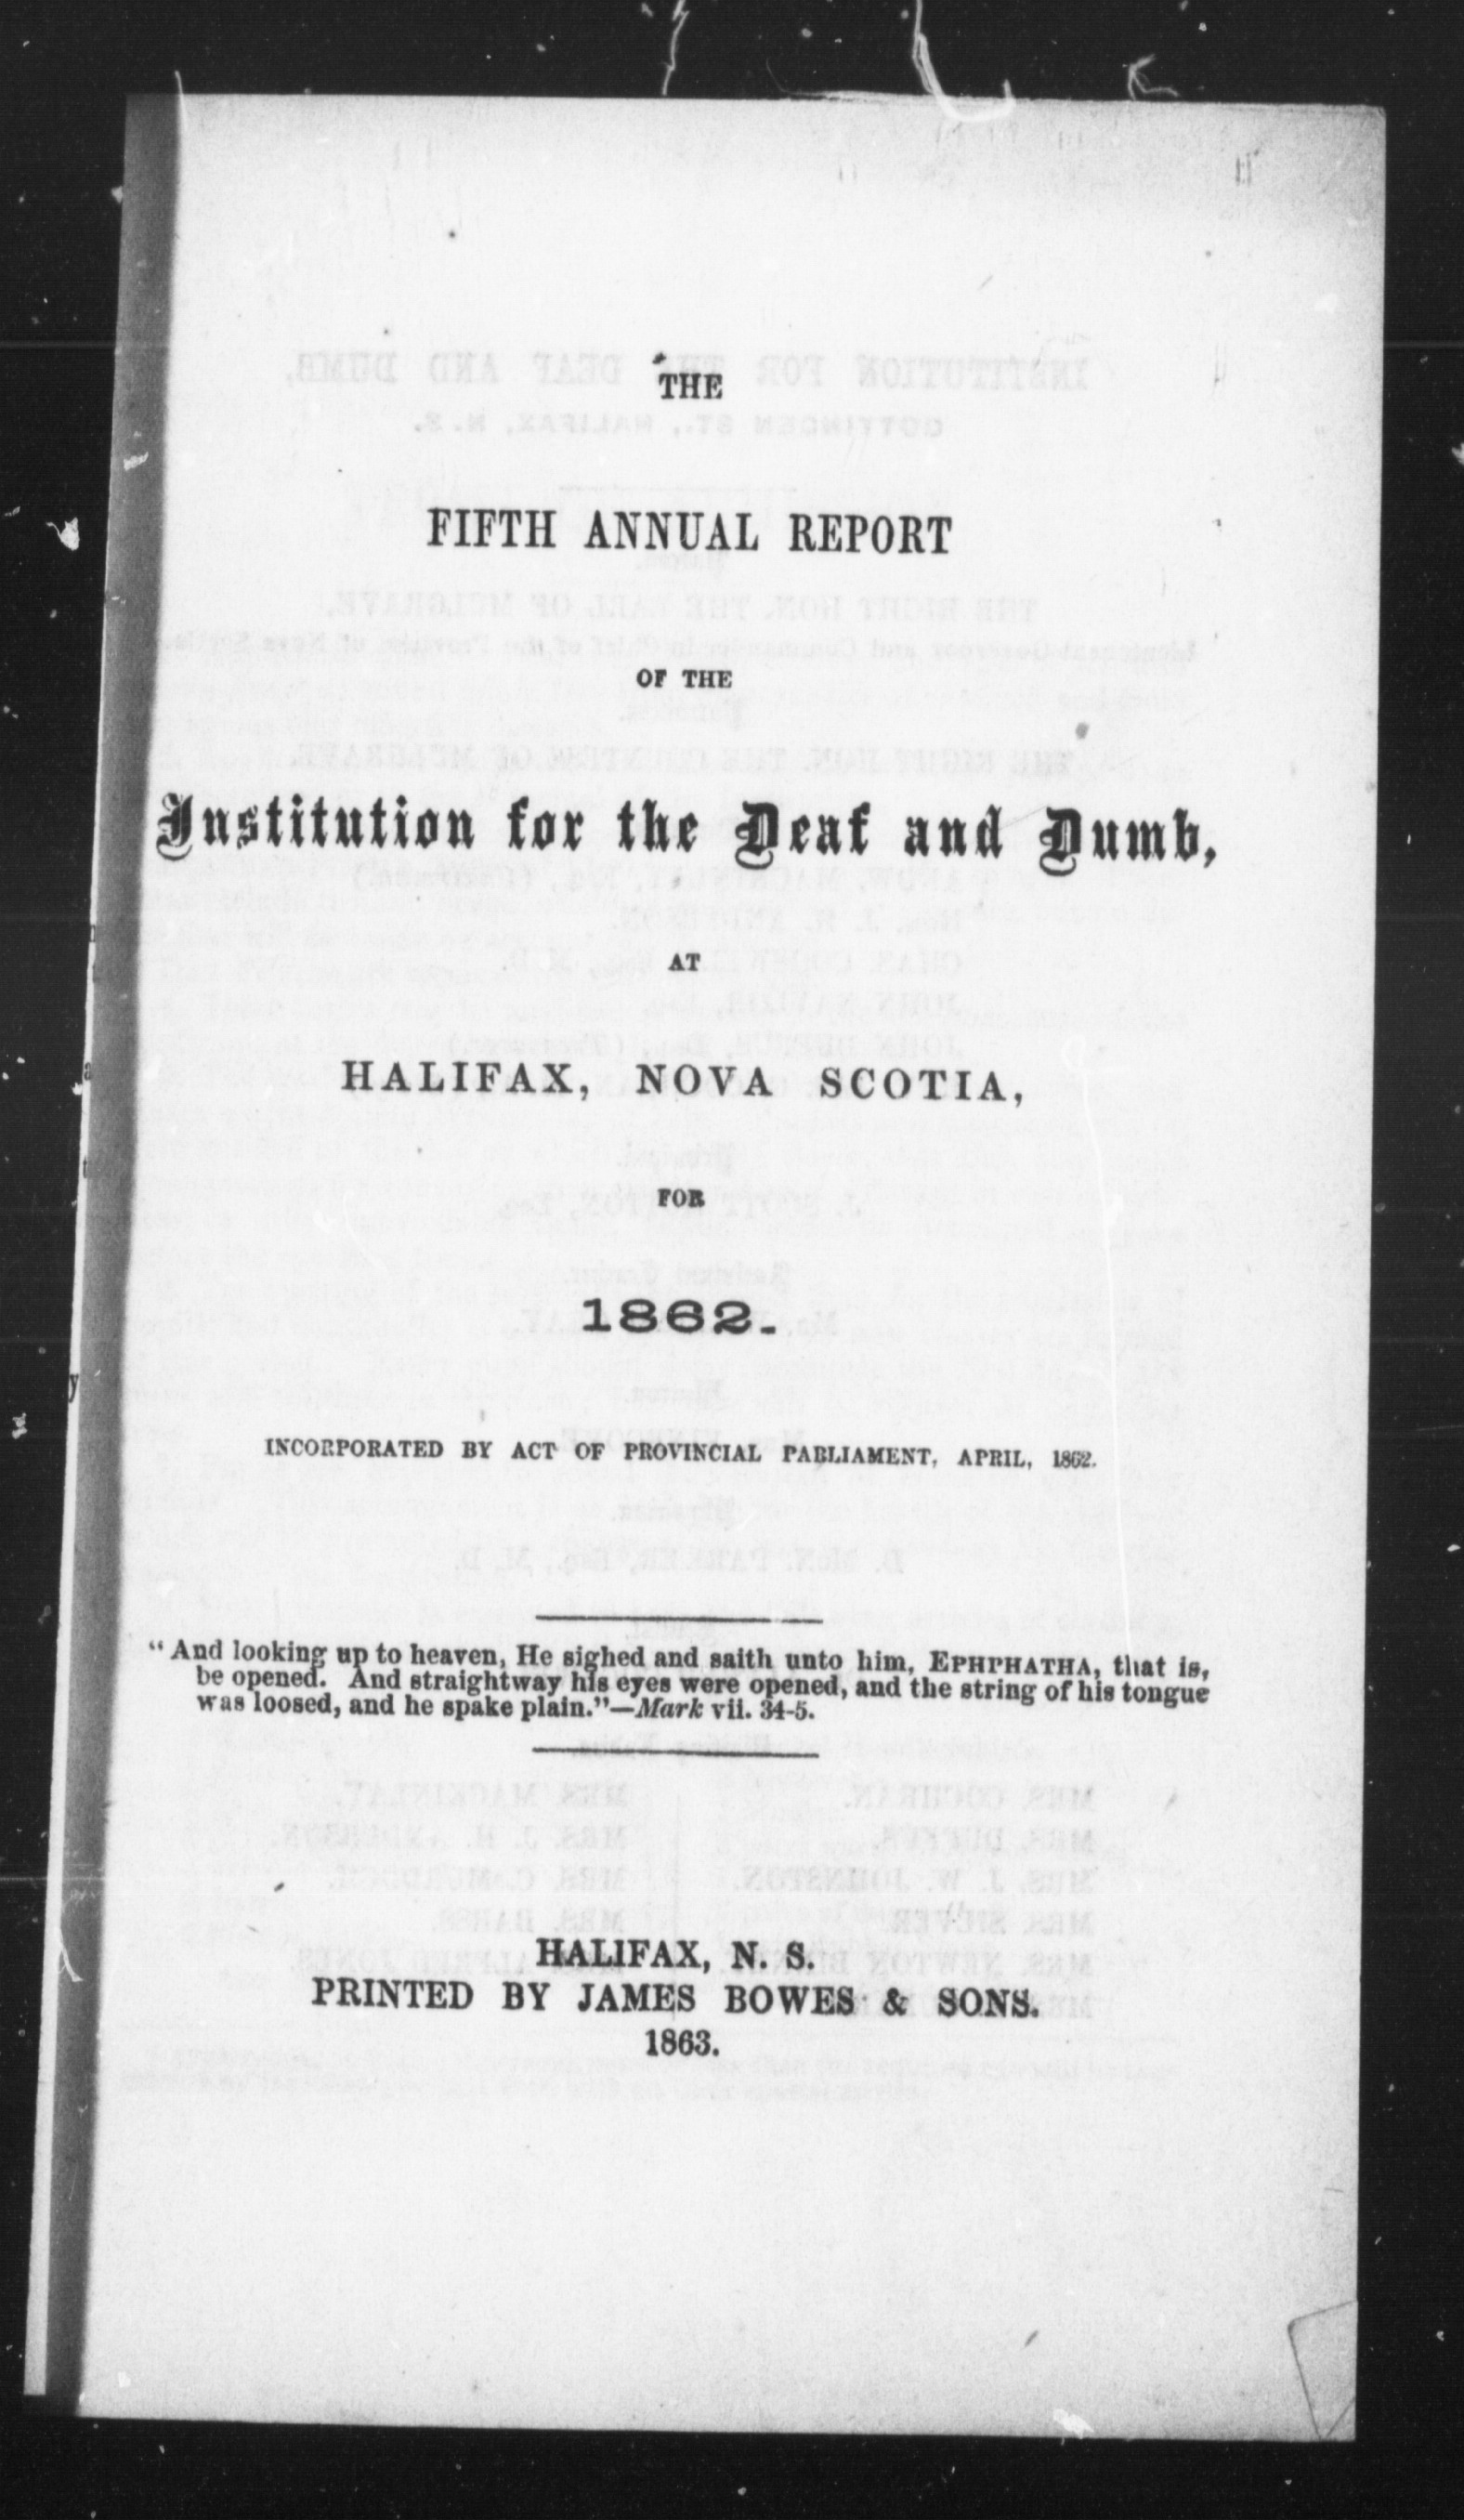 THE
FIFTH ANNUAL REPORT
OF THE
Institution for the Deaf and Dumb,
AT
HALIFAX, NOVA SCOTIA,
FOR
1862.
INCORPORATED BY ACT OF PROVINCIAL PARLIAMENT, APRIL, 1862.
"And looking up to heaven, He sighed and saith unto him, EPHPHATHA, that is,
be opened. And straightway his eyes were opened, and the string of his tongue
was loosed, and he spake plain."—Mark vii. 34-5.
HALIFAX, N. S.
PRINTED BY JAMES BOWES & SONS.
1863.